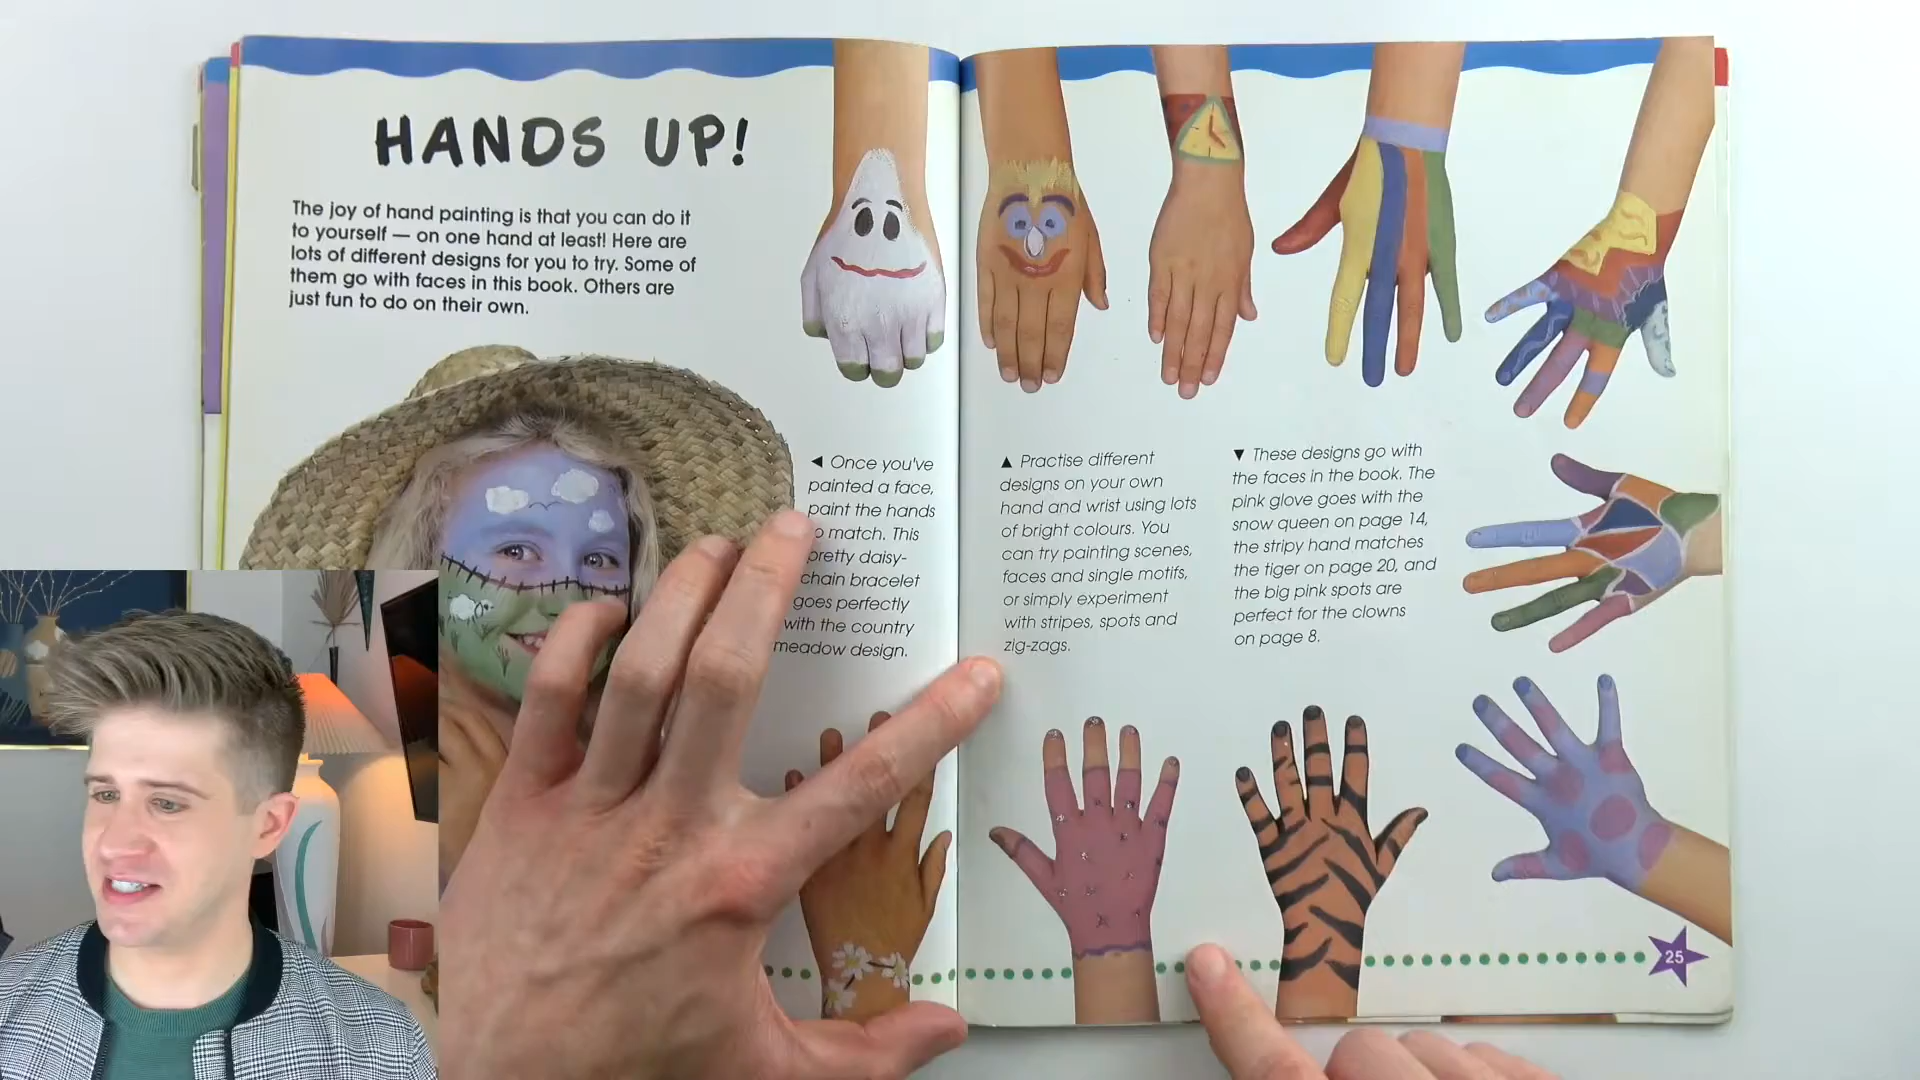 HANDS UP!
The joy of hand painting is that you can do it
to yourself — on one hand at least! Here are
lots of different designs for you to try. Some of
them go with faces in this book. Others are
just fun to do on their own.
◄ Once you've
painted a face,
paint the hands
o match. This
pretty daisy-
chain bracelet
goes perfectly
with the country
meadow design.
▲ Practise different
designs on your own
hand and wrist using lots
of bright colours. You
can try painting scenes,
faces and single motifs,
or simply experiment
with stripes, spots and
zig-zags.
▼ These designs go with
the faces in the book. The
pink glove goes with the
snow queen on page 14,
the stripy hand matches
the tiger on page 20, and
the big pink spots are
perfect for the clowns
on page 8.
25